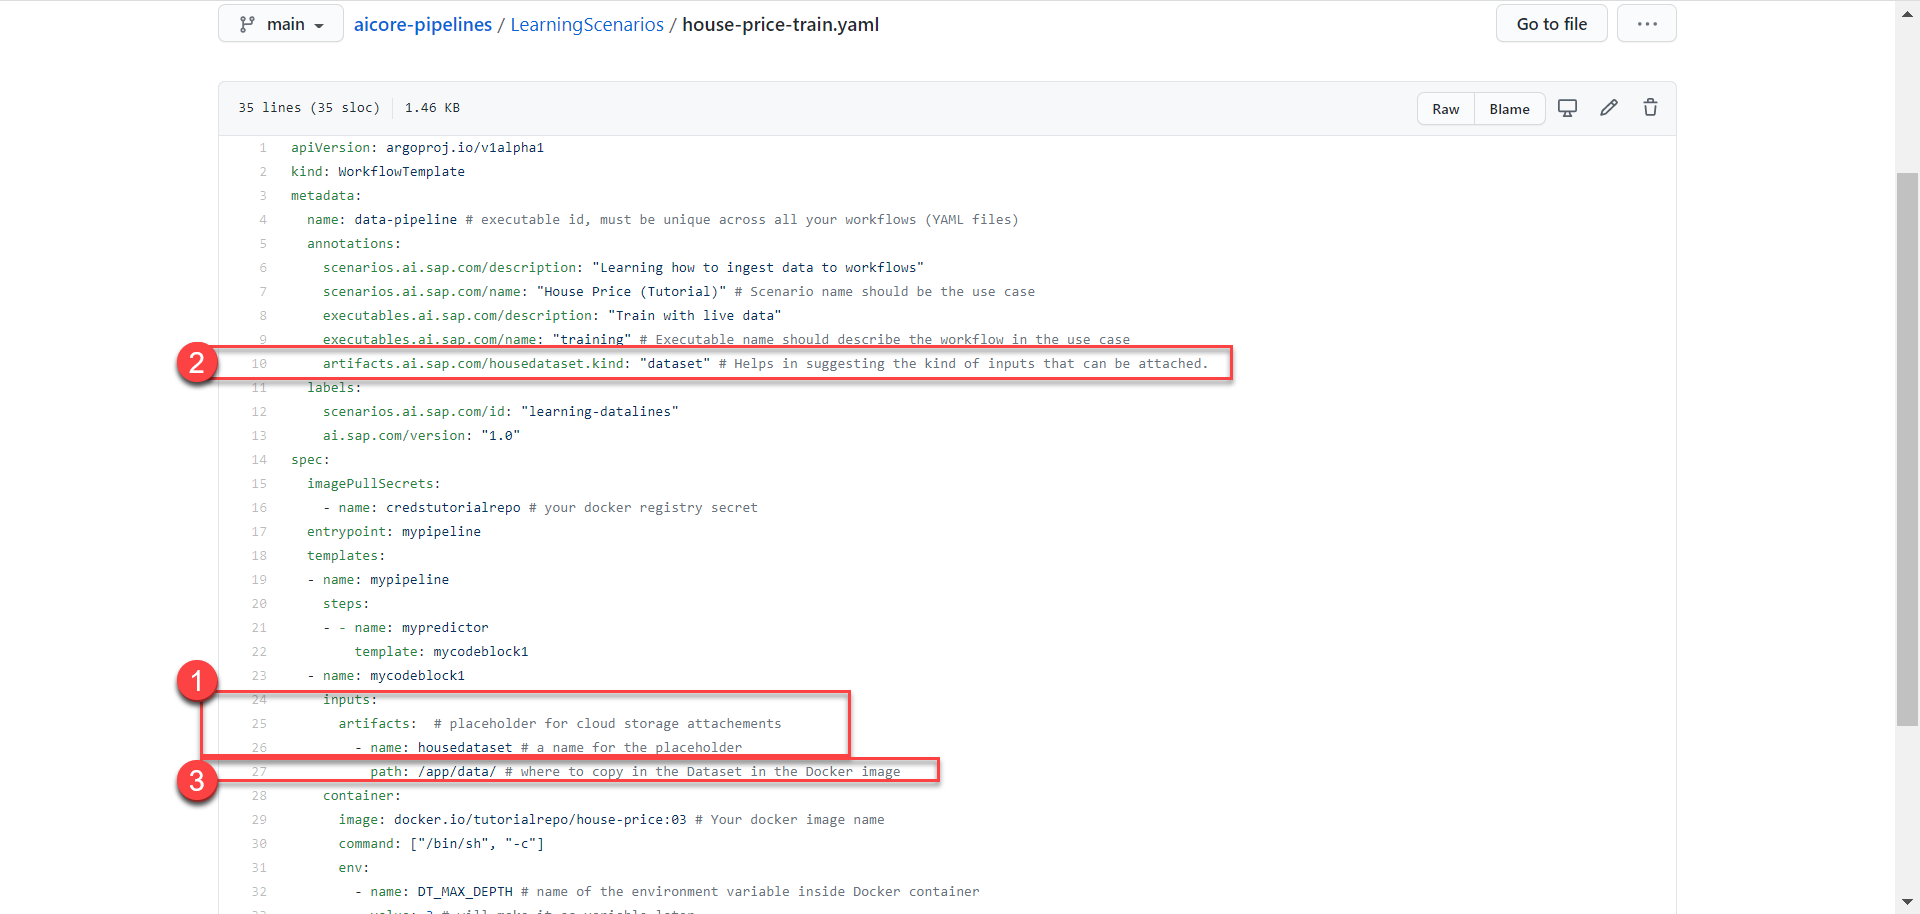 main
aicore-pipelines / LearningScenarios / house-price-train.yaml
Go to file
...
35 lines (35 sloc) 1.46 KB
Raw Blame
1 apiVersion: argoproj.io/v1alpha1
2 kind: WorkflowTemplate
3 metadata:
4 name: data-pipeline # executable id, must be unique across all your workflows (YAML files)
5 annotations:
6 scenarios.ai.sap.com/description: "Learning how to ingest data to workflows"
7 scenarios.ai.sap.com/name: "House Price (Tutorial)" # Scenario name should be the use case
8 executables.ai.sap.com/description: "Train with live data"
9 executables.ai.sap.com/name: "training" # Executable name should describe the workflow in the use case
2
10 artifacts.ai.sap.com/housedataset.kind: "dataset" # Helps in suggesting the kind of inputs that can be attached.
11 labels:
12 scenarios.ai.sap.com/id: "learning-datalines"
13 ai.sap.com/version: "1.0"
14 spec:
15 imagePullSecrets:
16 - name: credstutorialrepo # your docker registry secret
17 entrypoint: mypipeline
18 templates:
19 - name: mypipeline
20 steps:
21 - - name: mypredictor
22 template: mycodeblock1
23 - name: mycodeblock1
1
24 inputs:
25 artifacts: # placeholder for cloud storage attachements
26 - name: housedataset # a name for the placeholder
3
27 path: /app/data/ # where to copy in the Dataset in the Docker image
28 container:
29 image: docker.io/tutorialrepo/house-price:03 # Your docker image name
30 command: ["/bin/sh", "-c"]
31 env:
32 - name: DT_MAX_DEPTH # name of the environment variable inside Docker container